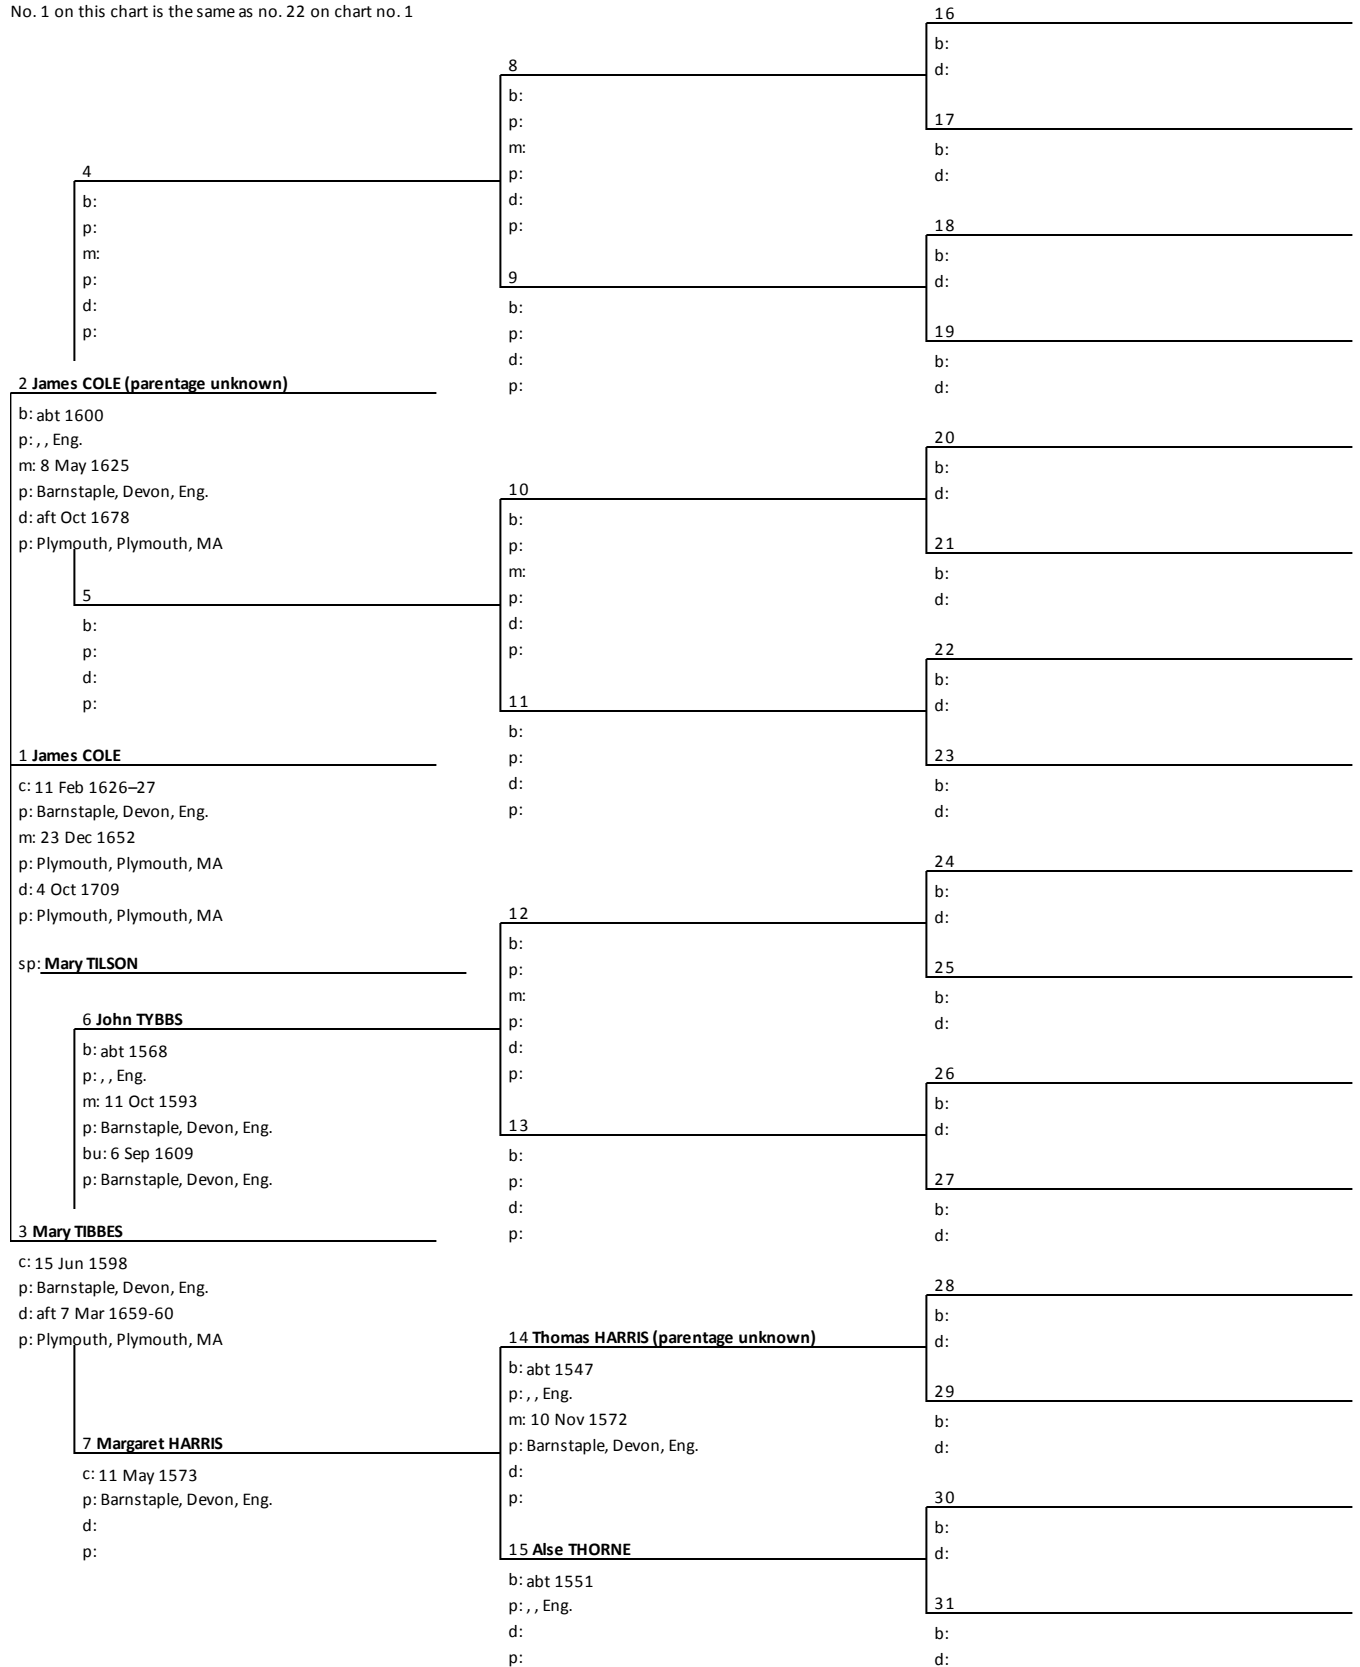 No. 1 on this chart is the same as no. 22 on chart no. 1
4
b:
p:
m:
p:
d:
p:
2 James COLE (parentage unknown)
b: abt 1600
p: , , Eng.
m: 8 May 1625
p: Barnstaple, Devon, Eng.
d: aft Oct 1678
p: Plymouth, Plymouth, MA
5
b:
p:
d:
p:
1 James COLE
c: 11 Feb 1626–27
p: Barnstaple, Devon, Eng.
m: 23 Dec 1652
p: Plymouth, Plymouth, MA
d: 4 Oct 1709
p: Plymouth, Plymouth, MA
sp: Mary TILSON
6 John TYBBS
b: abt 1568
p: , , Eng.
m: 11 Oct 1593
p: Barnstaple, Devon, Eng.
bu: 6 Sep 1609
p: Barnstaple, Devon, Eng.
3 Mary TIBBES
c: 15 Jun 1598
p: Barnstaple, Devon, Eng.
d: aft 7 Mar 1659-60
p: Plymouth, Plymouth, MA
7 Margaret HARRIS
c: 11 May 1573
p: Barnstaple, Devon, Eng.
d:
p:
8
b:
p:
m:
p:
d:
p:
9
b:
p:
d:
p:
10
b:
p:
m:
p:
d:
p:
11
b:
p:
d:
p:
12
b:
p:
m:
p:
d:
p:
13
b:
p:
d:
p:
14 Thomas HARRIS (parentage unknown)
b: abt 1547
p: , , Eng.
m: 10 Nov 1572
p: Barnstaple, Devon, Eng.
d:
p:
15 Alse THORNE
b: abt 1551
p: , , Eng.
d:
p:
16
b:
d:
17
b:
d:
18
b:
d:
19
b:
d:
20
b:
d:
21
b:
d:
22
b:
d:
23
b:
d:
24
b:
d:
25
b:
d:
26
b:
d:
27
b:
d:
28
b:
d:
29
b:
d:
30
b:
d:
31
b:
d: